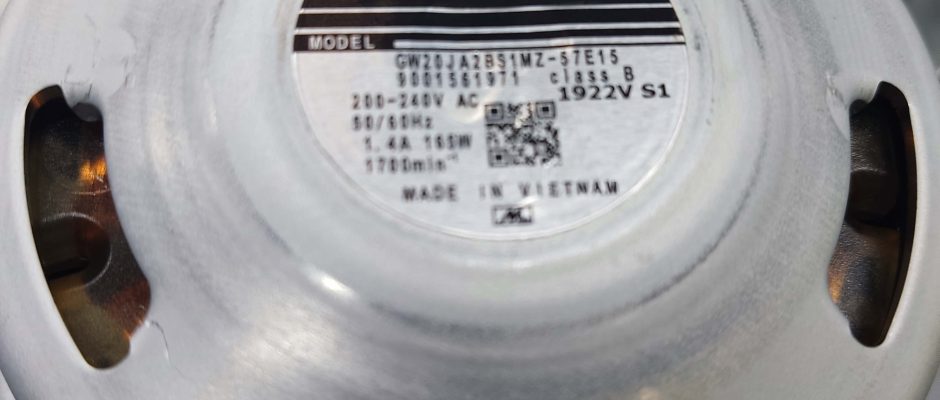 MODEL
GW20JA2BS1MZ-57E15
9001561971 class B
200-240V AC 1922V S1
50/60Hz
1.4A 165W
1700min⁻¹
MADE IN VIETNAM